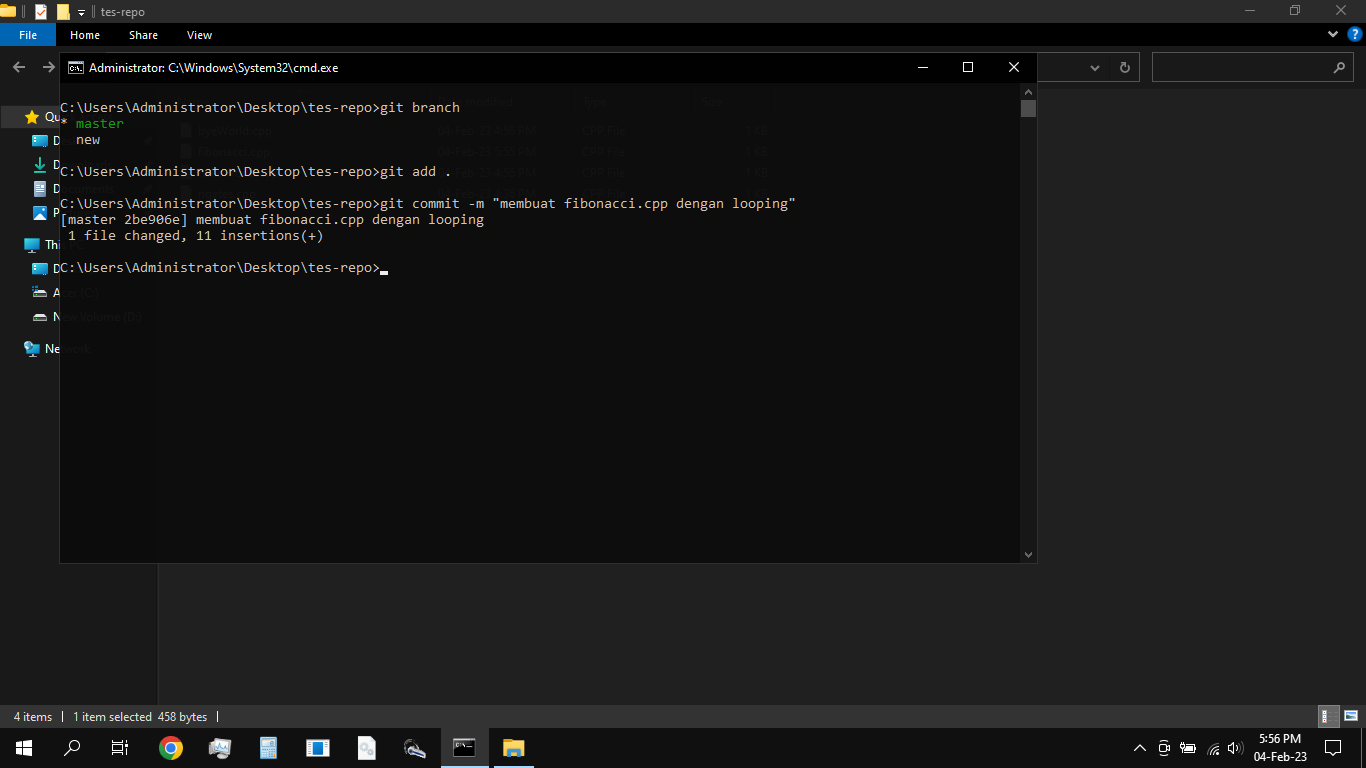 tes-repo
File Home Share View
Administrator: C:\Windows\System32\cmd.exe
C:\Users\Administrator\Desktop\tes-repo>git branch
* master
new
C:\Users\Administrator\Desktop\tes-repo>git add .
C:\Users\Administrator\Desktop\tes-repo>git commit -m "membuat fibonacci.cpp dengan looping"
[master 2be906e] membuat fibonacci.cpp dengan looping
1 file changed, 11 insertions(+)
C:\Users\Administrator\Desktop\tes-repo>
4 items 1 item selected 458 bytes
5:56 PM
04-Feb-23